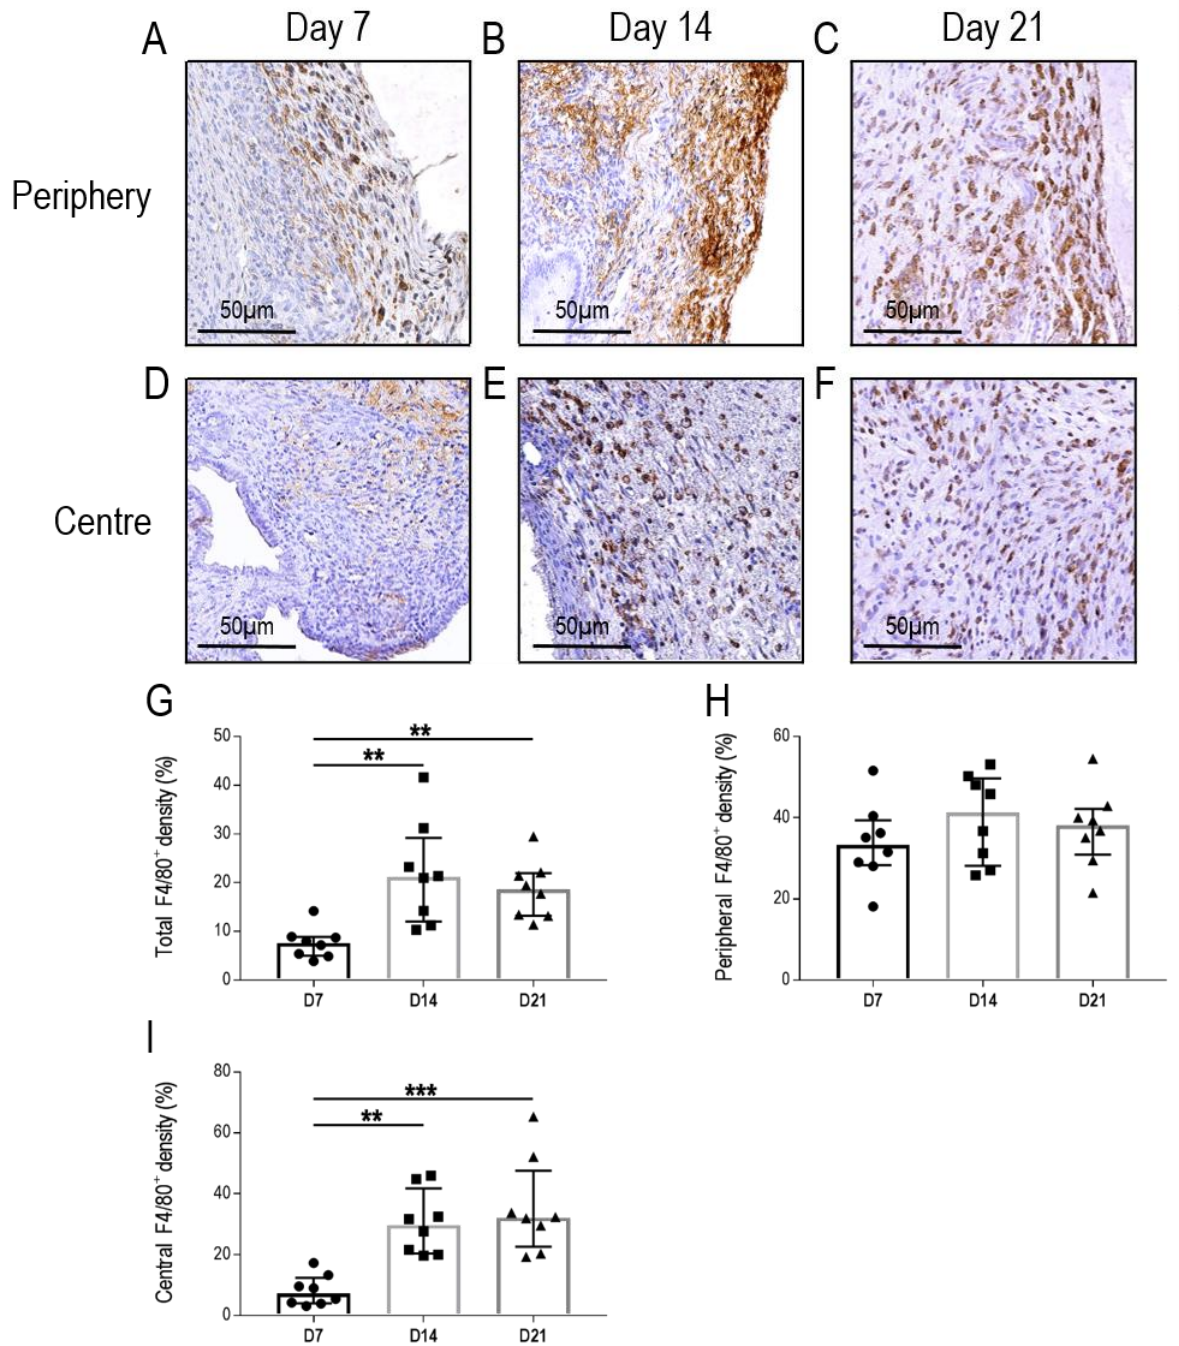 A Day 7 B Day 14 C Day 21
Periphery
50µm 50µm 50µm
D E F
Centre
50µm 50µm 50µm
G
Total F4/80⁺ density (%)
50
40
30
20
10
0
**
**
D7 D14 D21
H
Peripheral F4/80⁺ density (%)
60
40
20
0
D7 D14 D21
I
Central F4/80⁺ density (%)
80
60
40
20
0
***
**
D7 D14 D21